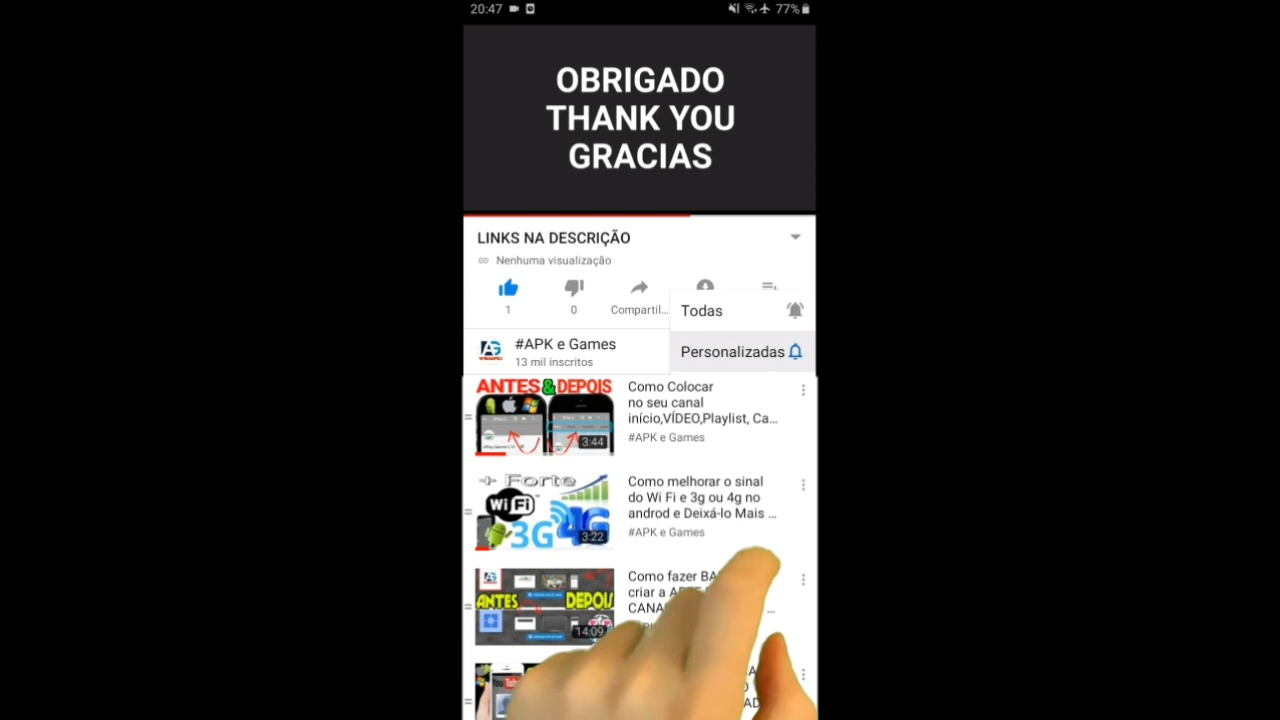 20:47
77%
OBRIGADO
THANK YOU
GRACIAS
LINKS NA DESCRIÇÃO
Nenhuma visualização
1
0
Compartil...
Todas
Personalizadas
#APK e Games
13 mil inscritos
ANTES&DEPOIS
3:44
Como Colocar
no seu canal
início,VÍDEO,Playlist, Ca...
#APK e Games
+ Forte
Wi Fi
3G 4G
3:22
Como melhorar o sinal
do Wi Fi e 3g ou 4g no
androd e Deixá-lo Mais ...
#APK e Games
ANTES DEPOIS
14:09
Como fazer
criar a